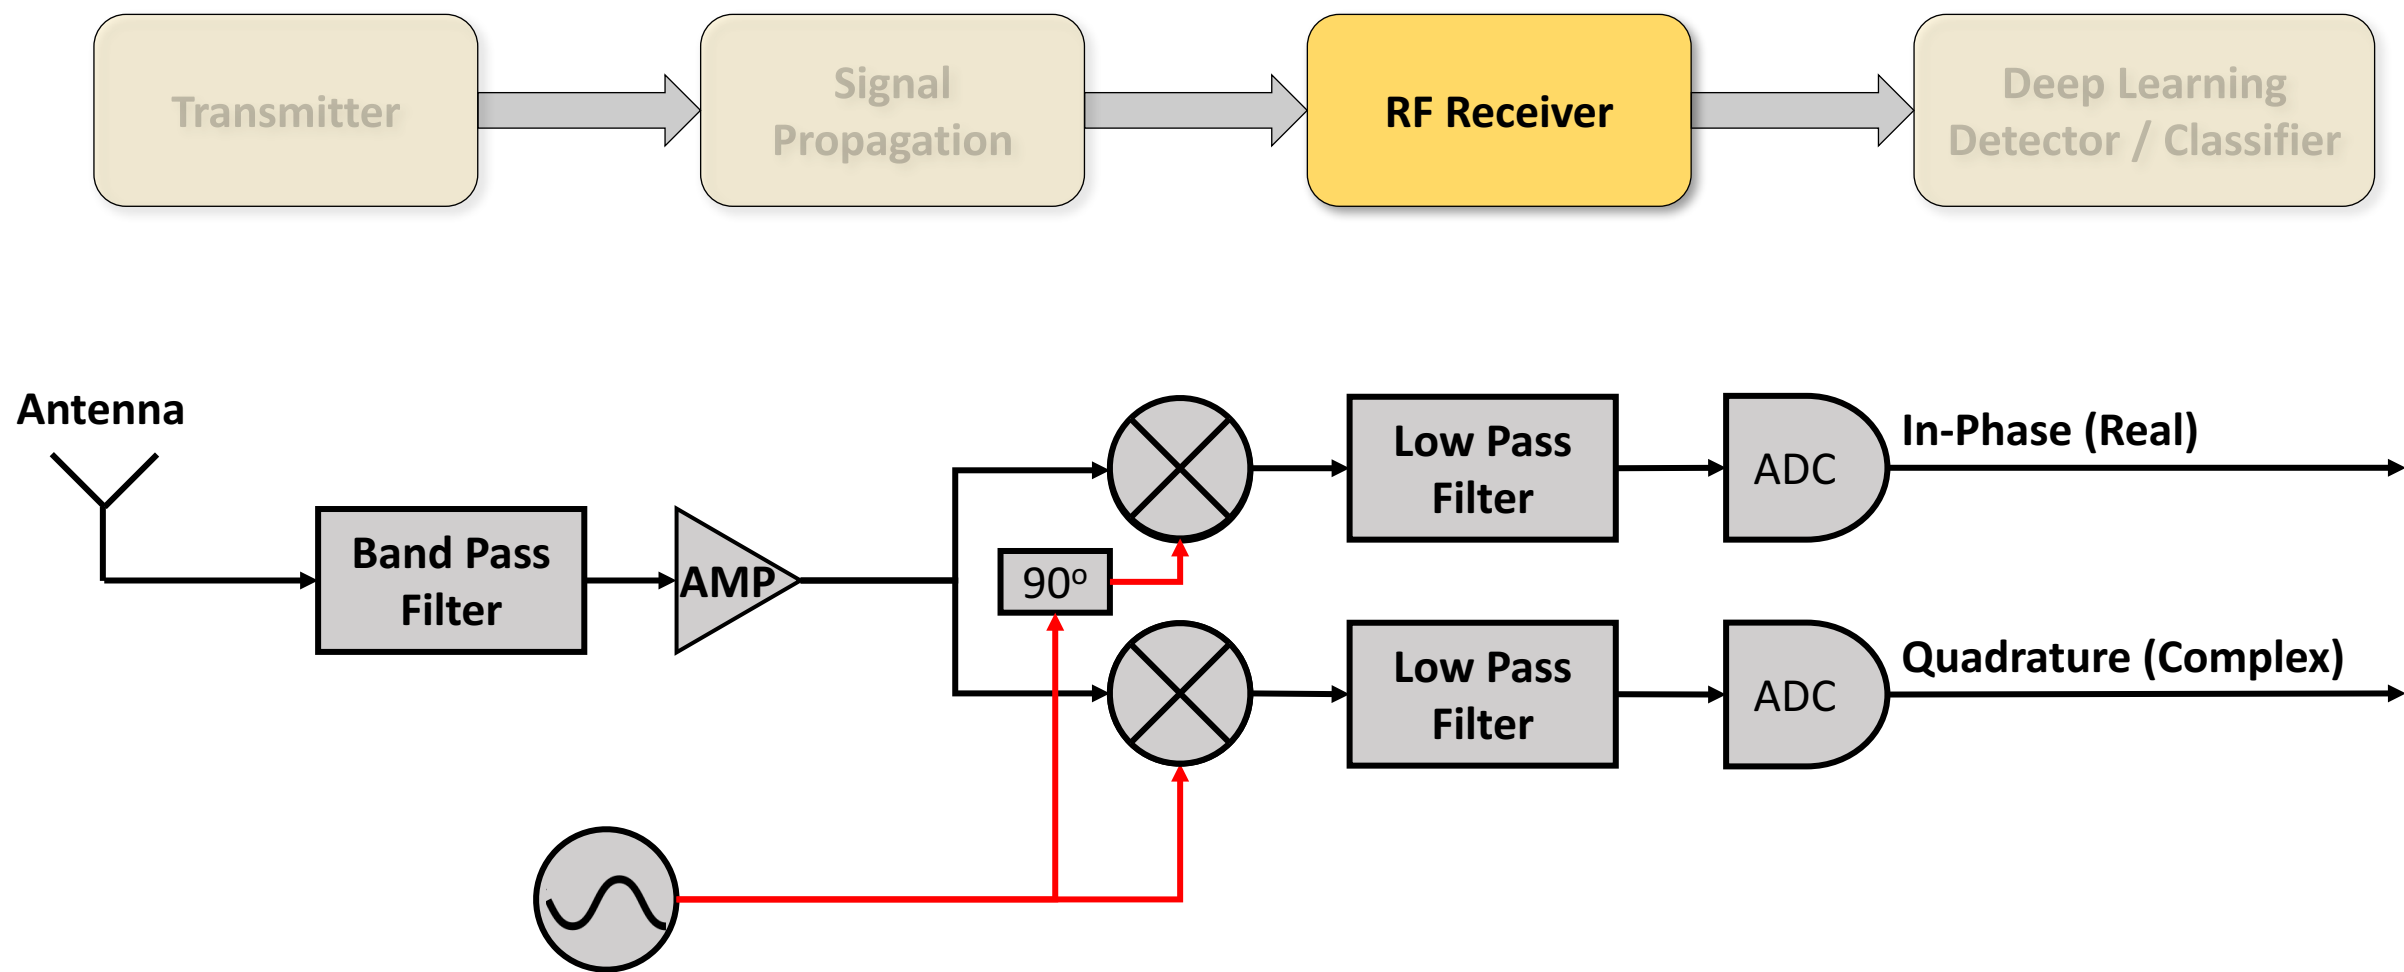 Transmitter
Signal
Propagation
RF Receiver
Deep Learning
Detector / Classifier
Antenna
Band Pass
Filter
AMP
90º
Low Pass
Filter
ADC
In-Phase (Real)
Low Pass
Filter
ADC
Quadrature (Complex)